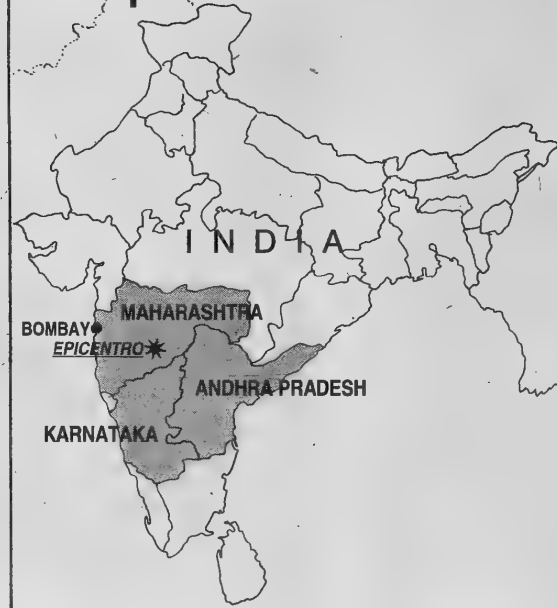 INDIA
MAHARASHTRA
BOMBAY
EPICENTRO
ANDHRA PRADESH
KARNATAKA